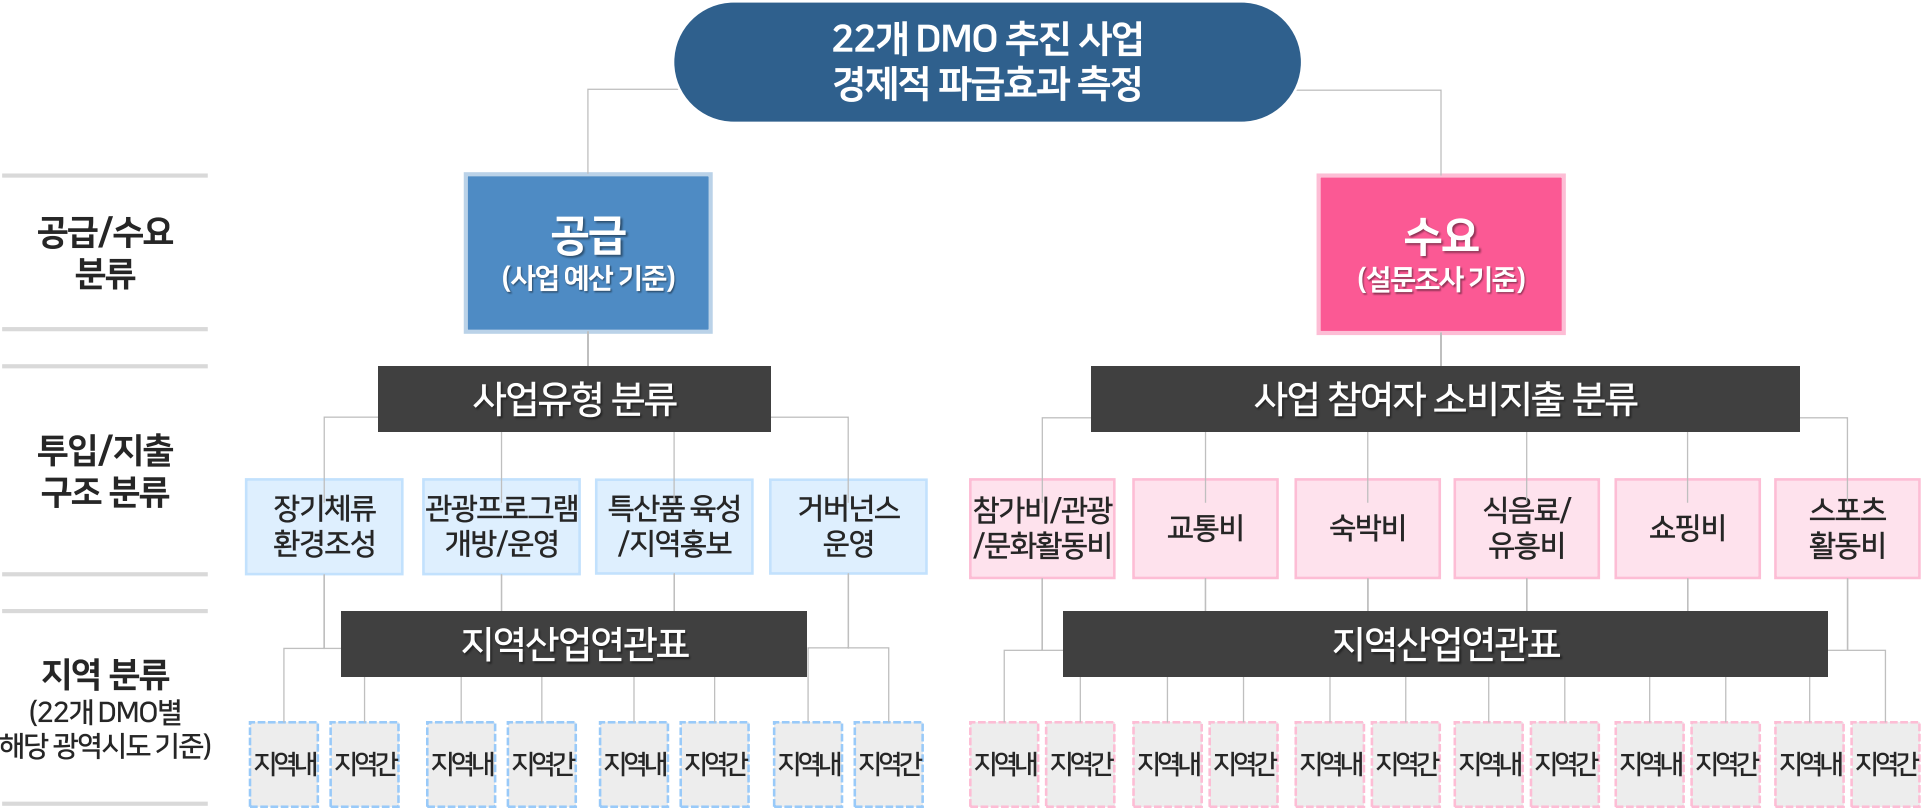 22개 DMO 추진 사업
경제적 파급효과 측정
공급/수요
분류
공급
(사업 예산 기준)
수요
(설문조사 기준)
투입/지출
구조 분류
사업유형 분류
장기체류
환경조성
관광프로그램
개방/운영
특산품 육성
/지역홍보
거버넌스
운영
사업 참여자 소비지출 분류
참가비/관광
/문화활동비
교통비
숙박비
식음료/
유흥비
쇼핑비
스포츠
활동비
지역 분류
(22개 DMO별
해당 광역시도 기준)
지역산업연관표
지역내
지역간
지역내
지역간
지역내
지역간
지역내
지역간
지역산업연관표
지역내
지역간
지역내
지역간
지역내
지역간
지역내
지역간
지역내
지역간
지역내
지역간